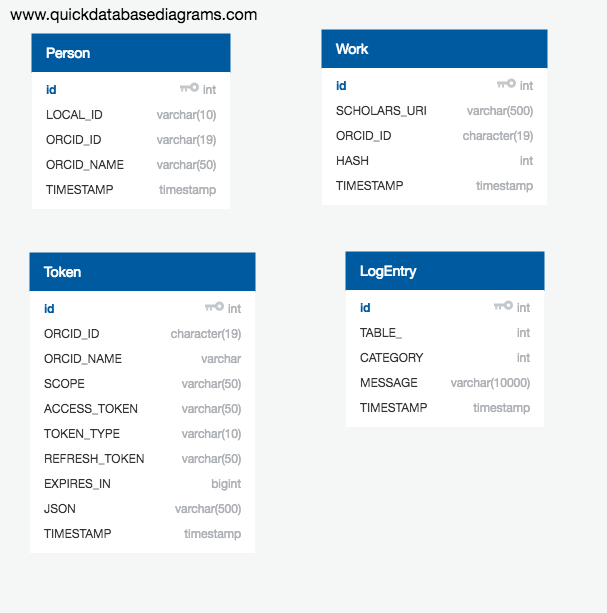 www.quickdatabasediagrams.com
Person
id int
LOCAL_ID varchar(10)
ORCID_ID varchar(19)
ORCID_NAME varchar(50)
TIMESTAMP timestamp
Work
id int
SCHOLARS_URI varchar(500)
ORCID_ID character(19)
HASH int
TIMESTAMP timestamp
Token
id int
ORCID_ID character(19)
ORCID_NAME varchar
SCOPE varchar(50)
ACCESS_TOKEN varchar(50)
TOKEN_TYPE varchar(10)
REFRESH_TOKEN varchar(50)
EXPIRES_IN bigint
JSON varchar(500)
TIMESTAMP timestamp
LogEntry
id int
TABLE_ int
CATEGORY int
MESSAGE varchar(10000)
TIMESTAMP timestamp